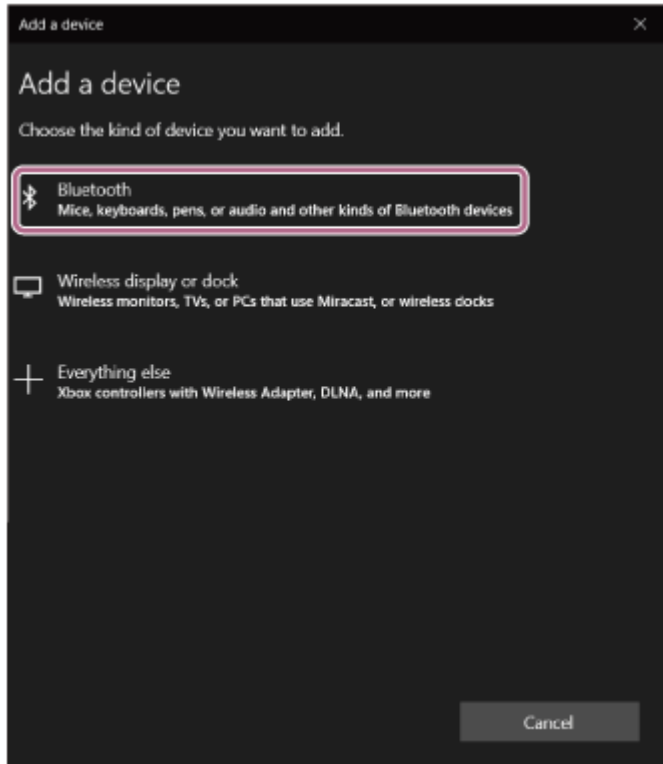 Add a device
Add a device
Choose the kind of device you want to add.
Bluetooth
Mice, keyboards, pens, or audio and other kinds of Bluetooth devices
Wireless display or dock
Wireless monitors, TVs, or PCs that use Miracast, or wireless docks
Everything else
Xbox controllers with Wireless Adapter, DLNA, and more
Cancel